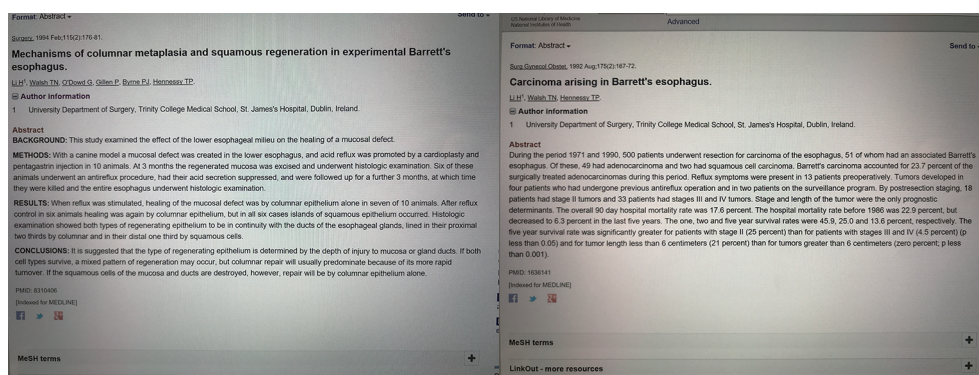 Format: Abstract
Send to
Surgery. 1994 Feb;115(2):176-81.
Mechanisms of columnar metaplasia and squamous regeneration in experimental Barrett's
esophagus.
Li H1, Walsh TN, O'Dowd G, Gillen P, Byrne PJ, Hennessy TP.
Author information
1 University Department of Surgery, Trinity College Medical School, St. James's Hospital, Dublin, Ireland.
Abstract
BACKGROUND: This study examined the effect of the lower esophageal milieu on the healing of a mucosal defect.
METHODS: With a canine model a mucosal defect was created in the lower esophagus, and acid reflux was promoted by a cardioplasty and
pentagastrin injection in 10 animals. At 3 months the regenerated mucosa was excised and underwent histologic examination. Six of these
animals underwent an antireflux procedure, had their acid secretion suppressed, and were followed up for a further 3 months, at which time
they were killed and the entire esophagus underwent histologic examination.
RESULTS: When reflux was stimulated, healing of the mucosal defect was by columnar epithelium alone in seven of 10 animals. After reflux
control in six animals healing was again by columnar epithelium, but in all six cases islands of squamous epithelium occurred. Histologic
examination showed both types of regenerating epithelium to be in continuity with the ducts of the esophageal glands, lined in their proximal
two thirds by columnar and in their distal one third by squamous cells.
CONCLUSIONS: It is suggested that the type of regenerating epithelium is determined by the depth of injury to mucosa or gland ducts. If both
cell types survive, a mixed pattern of regeneration may occur, but columnar repair will usually predominate because of its more rapid
turnover. If the squamous cells of the mucosa and ducts are destroyed, however, repair will be by columnar epithelium alone.
PMID: 8310406
[Indexed for MEDLINE]
MeSH terms
US National Library of Medicine
National Institutes of Health
Advanced
Format: Abstract
Send to
Surg Gynecol Obstet. 1992 Aug;175(2):167-72.
Carcinoma arising in Barrett's esophagus.
Li H1, Walsh TN, Hennessy TP.
Author information
1 University Department of Surgery, Trinity College Medical School, St. James's Hospital, Dublin, Ireland.
Abstract
During the period 1971 and 1990, 500 patients underwent resection for carcinoma of the esophagus, 51 of whom had an associated Barrett's
esophagus. Of these, 49 had adenocarcinoma and two had squamous cell carcinoma. Barrett's carcinoma accounted for 23.7 percent of the
surgically treated adenocarcinomas during this period. Reflux symptoms were present in 13 patients preoperatively. Tumors developed in
four patients who had undergone previous antireflux operation and in two patients on the surveillance program. By postresection staging, 18
patients had stage II tumors and 33 patients had stages III and IV tumors. Stage and length of the tumor were the only prognostic
determinants. The overall 90 day hospital mortality rate was 17.6 percent. The hospital mortality rate before 1986 was 22.9 percent, but
decreased to 6.3 percent in the last five years. The one, two and five year survival rates were 45.9, 25.0 and 13.6 percent, respectively. The
five year survival rate was significantly greater for patients with stage II (25 percent) than for patients with stages III and IV (4.5 percent) (p
less than 0.05) and for tumor length less than 6 centimeters (21 percent) than for tumors greater than 6 centimeters (zero percent; p less
than 0.001).
PMID: 1636141
[Indexed for MEDLINE]
MeSH terms
LinkOut - more resources